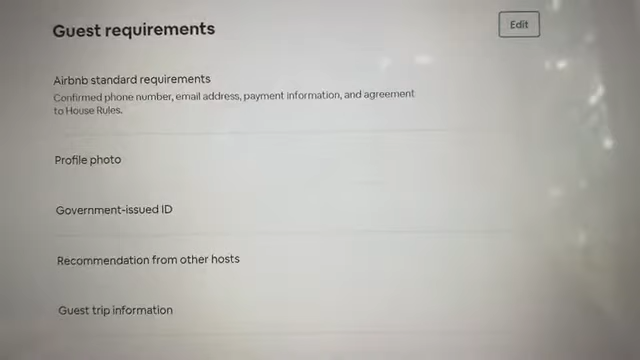 Guest requirements
Edit
Airbnb standard requirements
Confirmed phone number, email address, payment information, and agreement
to House Rules.
Profile photo
Government-issued ID
Recommendation from other hosts
Guest trip information